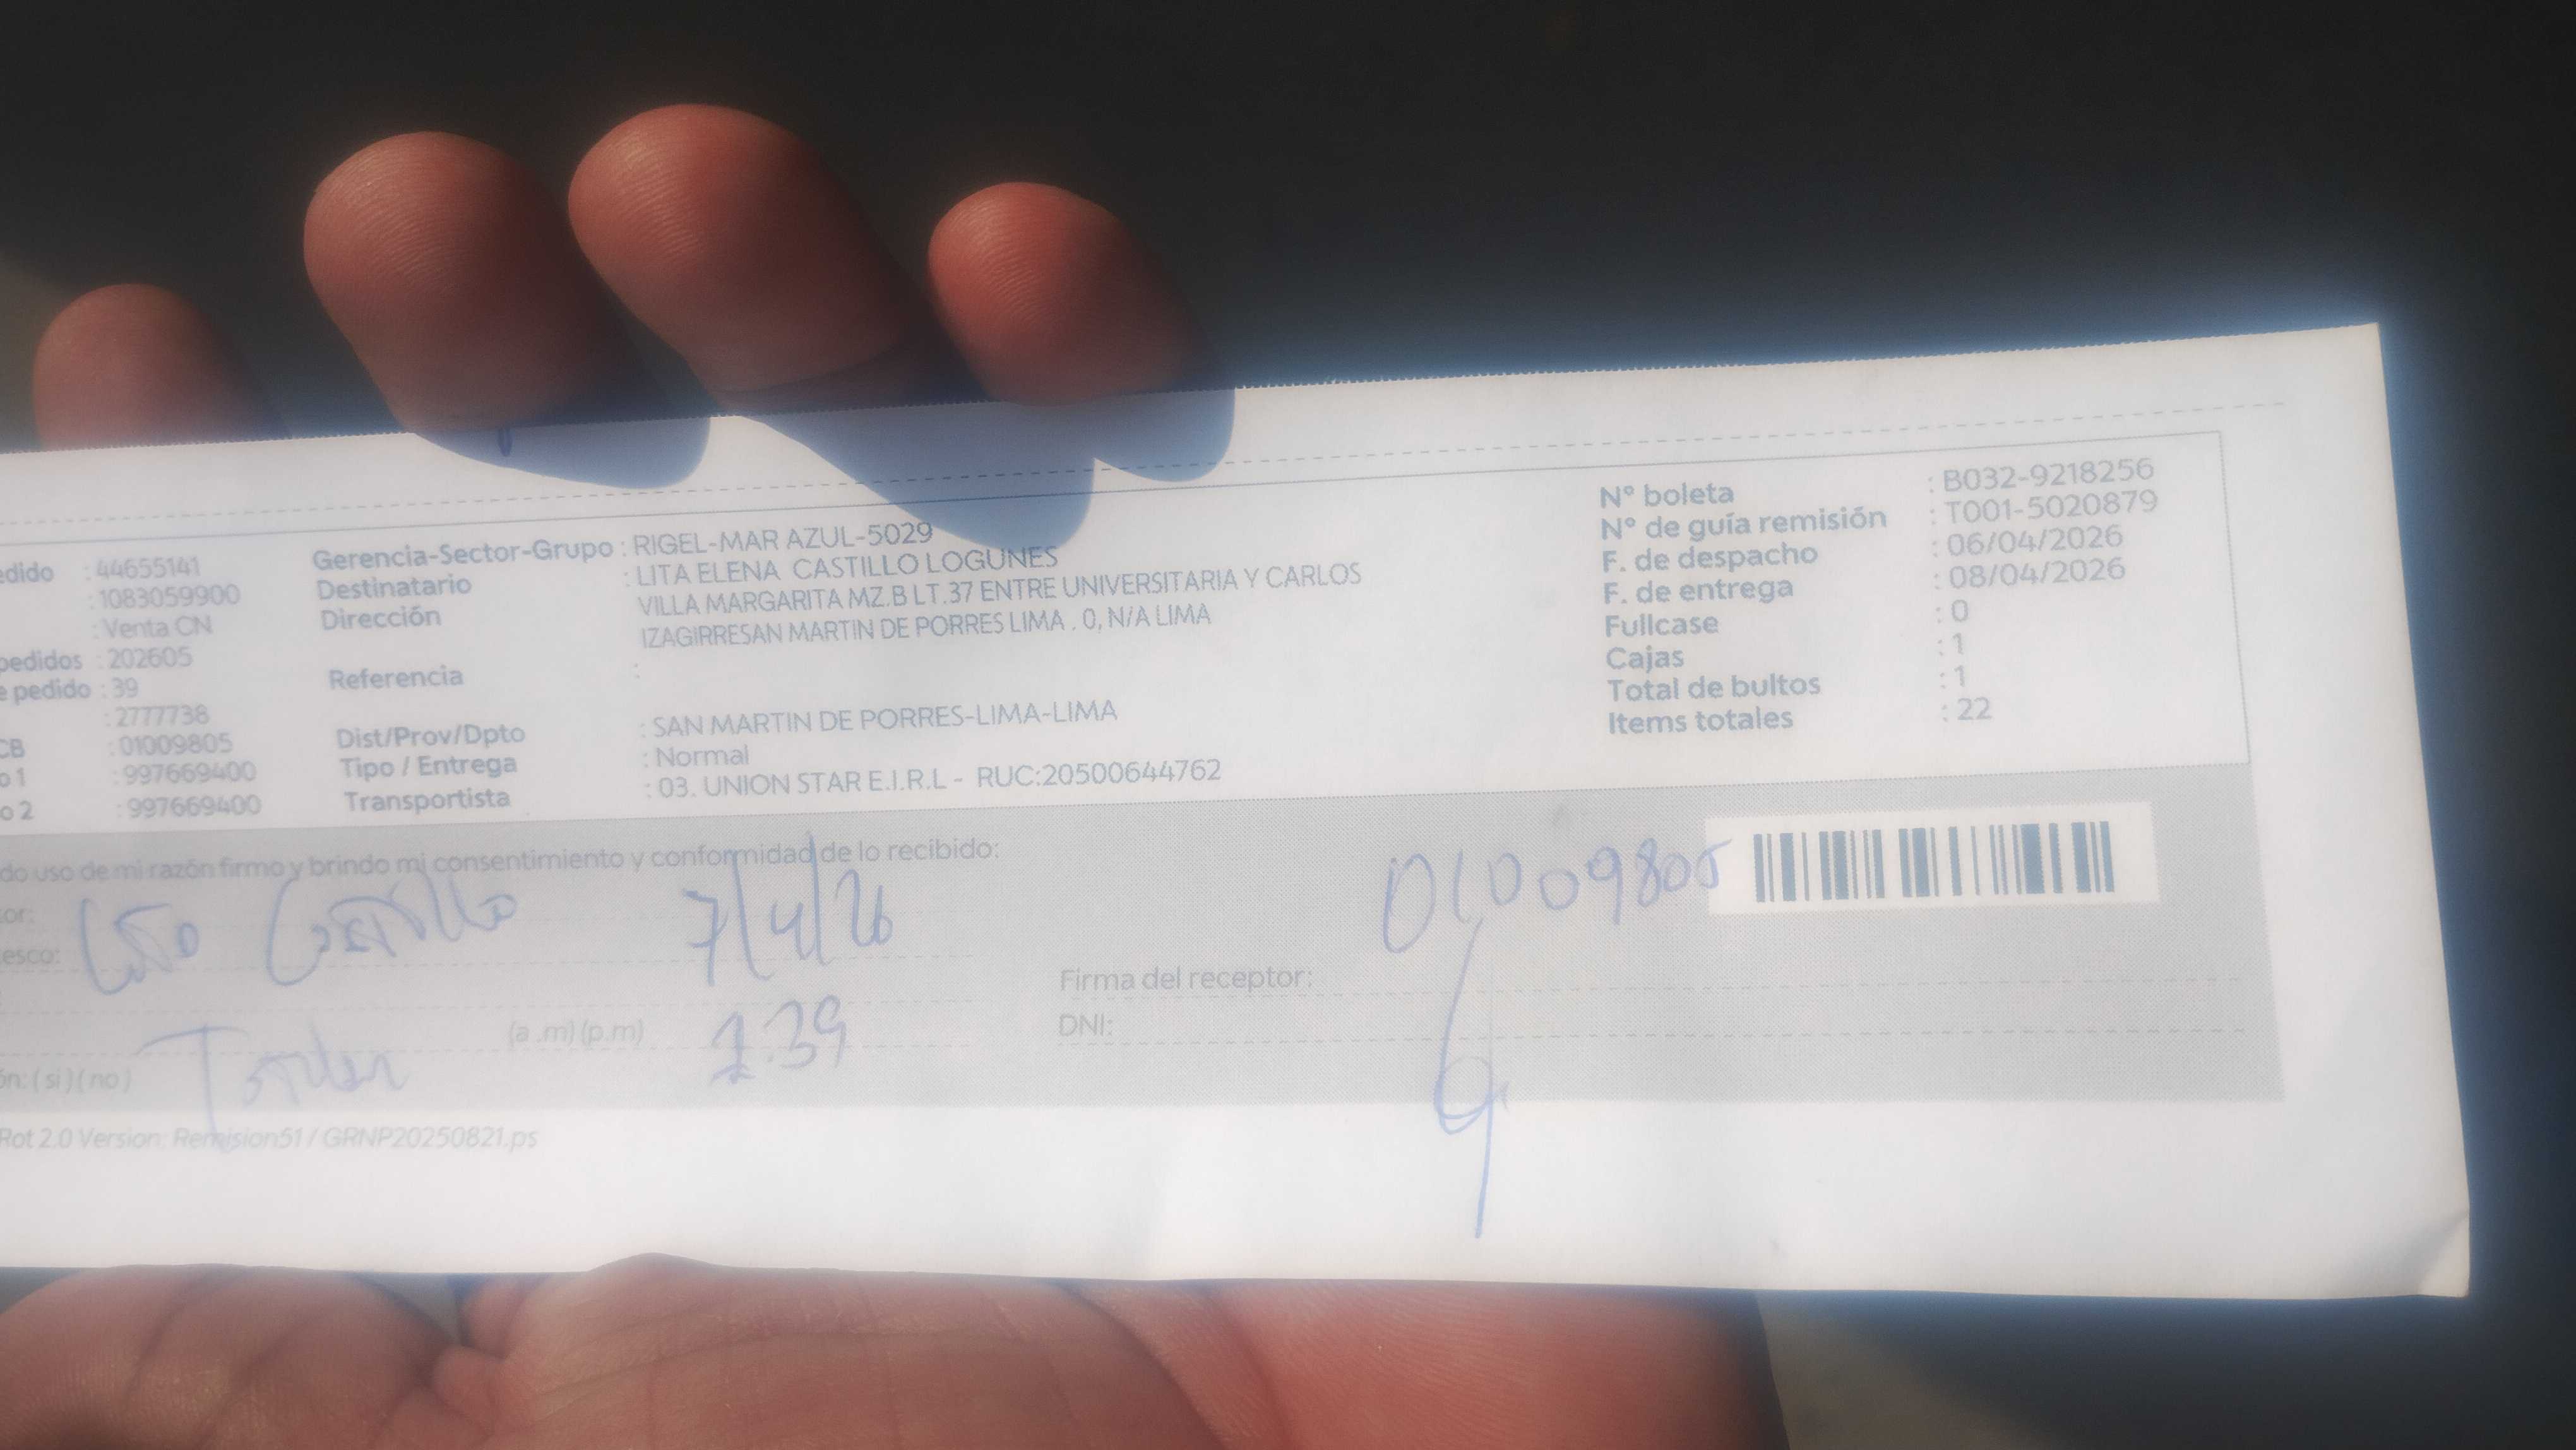 edido : 44655141
: 1083059900
: Venta CN
pedidos : 202605
e pedido : 39
: 2777738
CB : 01009805
o 1 : 997669400
o 2 : 997669400
Gerencia-Sector-Grupo : RIGEL-MAR AZUL-5029
Destinatario : LITA ELENA CASTILLO LOGUNES
Dirección VILLA MARGARITA MZ.B LT.37 ENTRE UNIVERSITARIA Y CARLOS
IZAGIRRESAN MARTIN DE PORRES LIMA . 0, N/A LIMA
Referencia :
Dist/Prov/Dpto : SAN MARTIN DE PORRES-LIMA-LIMA
Tipo / Entrega : Normal
Transportista : 03. UNION STAR E.I.R.L - RUC:20500644762
Nº boleta : B032-9218256
Nº de guía remisión : T001-5020879
F. de despacho : 06/04/2026
F. de entrega : 08/04/2026
Fullcase : 0
Cajas : 1
Total de bultos : 1
Items totales : 22
do uso de mi razón firmo y brindo mi consentimiento y conformidad de lo recibido:
tor: Castillo 7/4/26
esco:
(a .m) (p.m) 1.39
ón: ( si ) ( no )
01009805
Firma del receptor:
DNI:
Rot 2.0 Version: Remision51 / GRNP20250821.ps